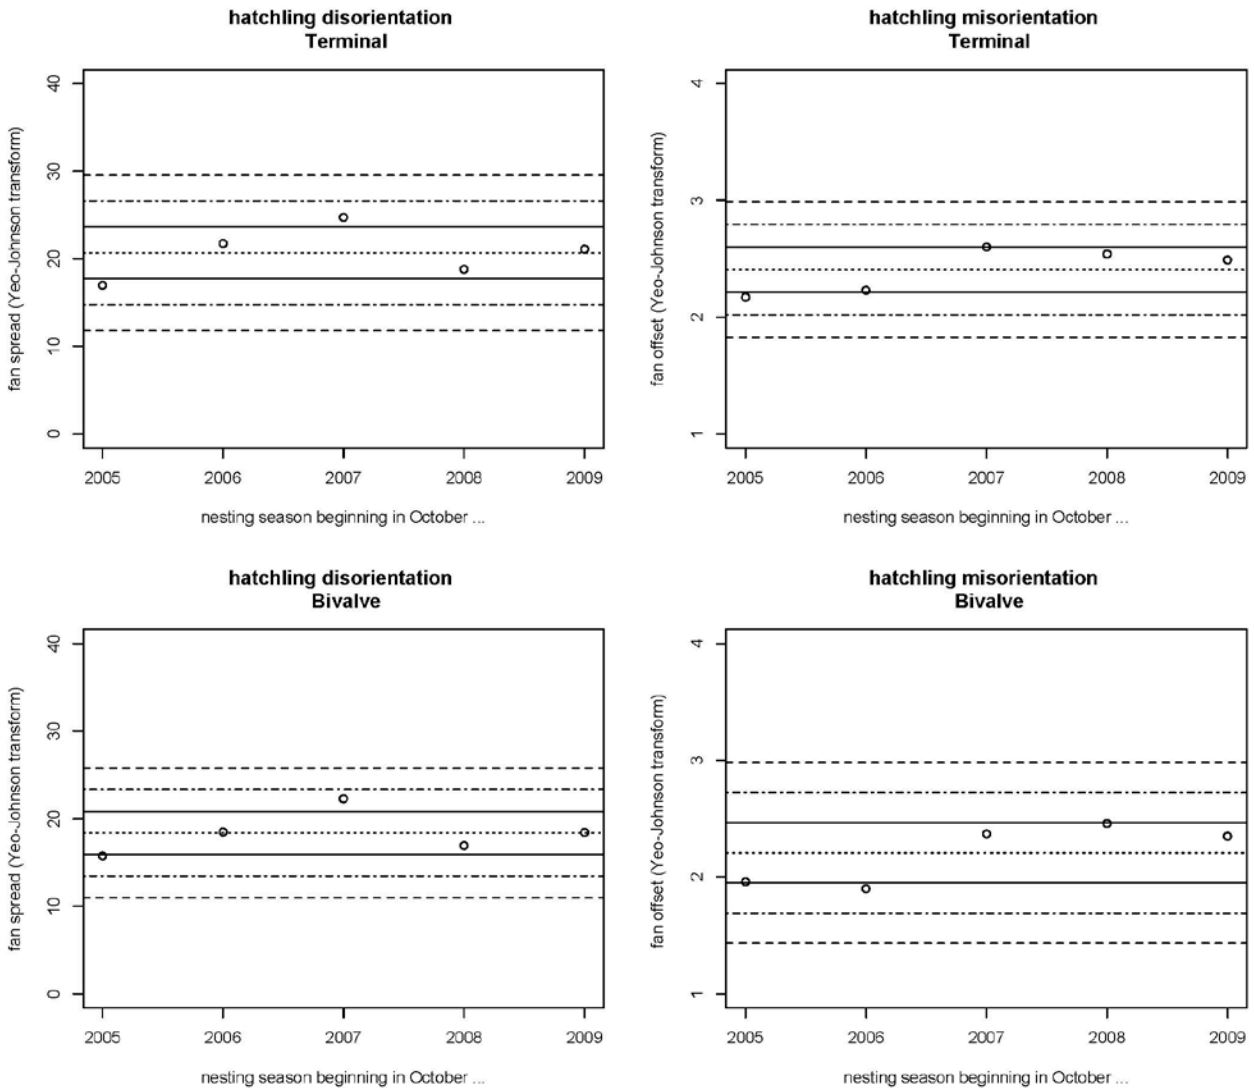 hatchling disorientation
Terminal
fan spread (Yeo-Johnson transform)
40
30
20
10
0
2005 2006 2007 2008 2009
nesting season beginning in October ...
hatchling misorientation
Terminal
fan offset (Yeo-Johnson transform)
4
3
2
1
2005 2006 2007 2008 2009
nesting season beginning in October ...
hatchling disorientation
Bivalve
fan spread (Yeo-Johnson transform)
40
30
20
10
0
2005 2006 2007 2008 2009
nesting season beginning in October ...
hatchling misorientation
Bivalve
fan offset (Yeo-Johnson transform)
4
3
2
1
2005 2006 2007 2008 2009
nesting season beginning in October ...